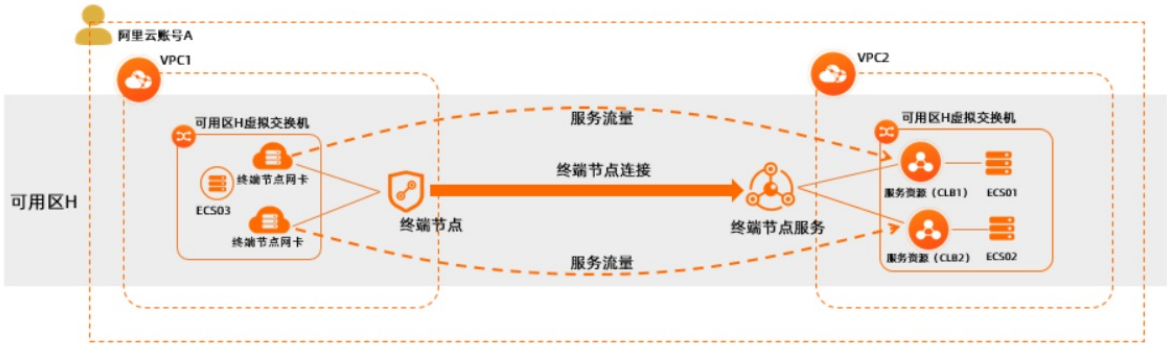 阿里云账号A
VPC1
VPC2
可用区H虚拟交换机
服务流量
可用区H虚拟交换机
终端节点网卡
ECS03
终端节点网卡
终端节点连接
服务资源（CLB1）
ECS01
可用区H
终端节点
终端节点服务
服务资源（CLB2）
ECS02
服务流量